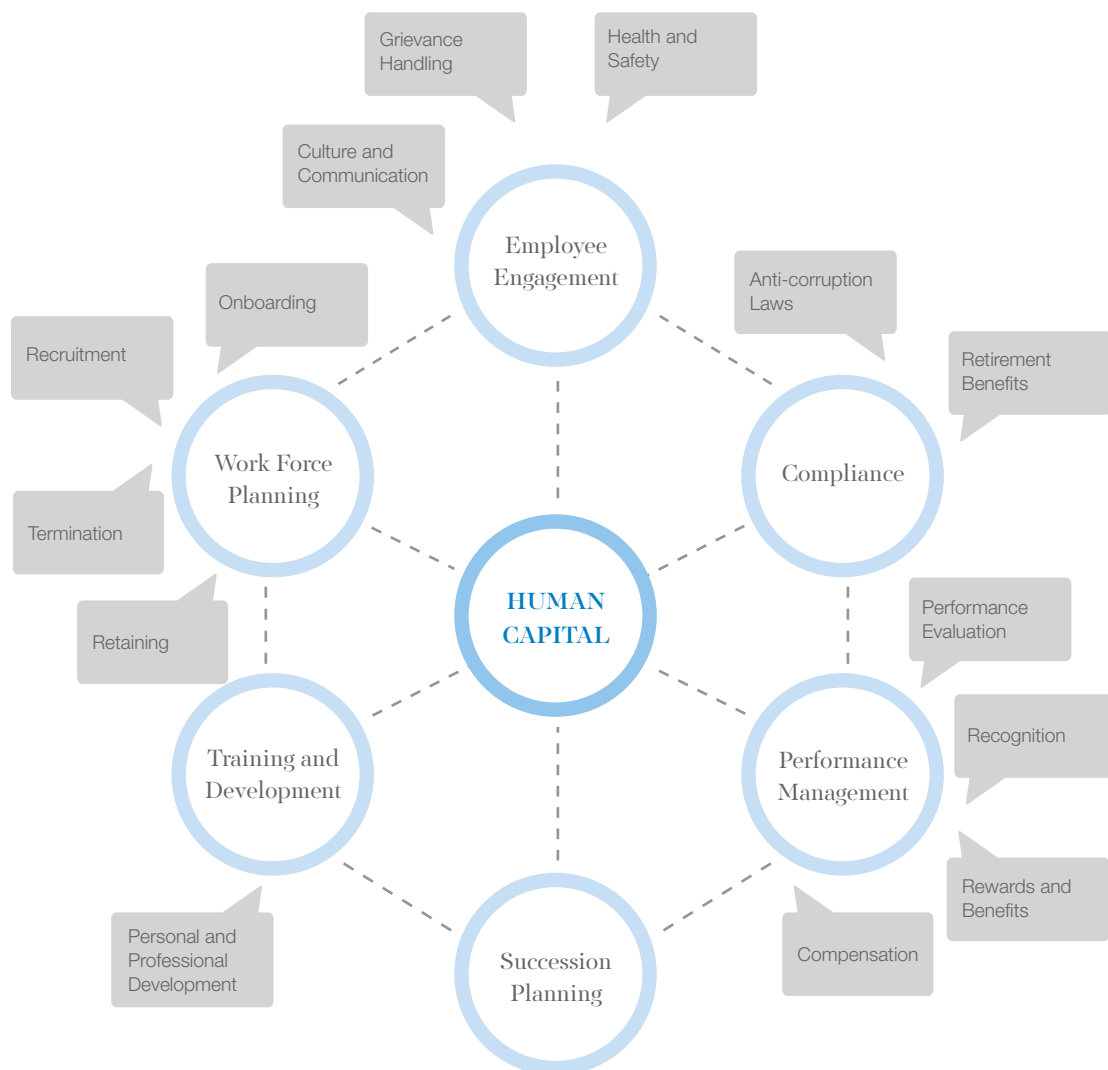 Grievance
Handling
Health and
Safety
Culture and
Communication
Employee
Engagement
Anti-corruption
Laws
Onboarding
Recruitment
Retirement
Benefits
Work Force
Planning
Compliance
Termination
HUMAN
CAPITAL
Performance
Evaluation
Retaining
Recognition
Training and
Development
Performance
Management
Rewards and
Benefits
Personal and
Professional
Development
Compensation
Succession
Planning